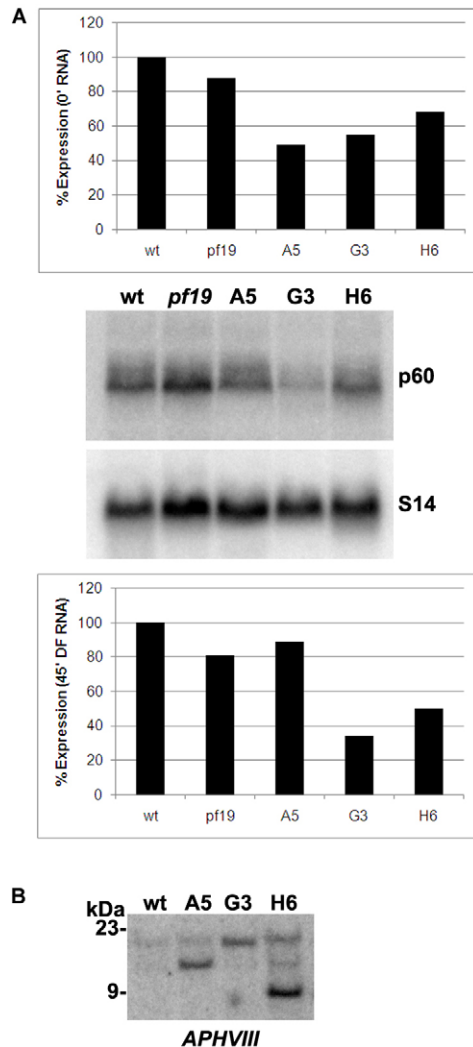 A
120
100
80
60
40
20
0
% Expression (0' RNA)
wt pf19 A5 G3 H6
wt pf19 A5 G3 H6
p60
S14
120
100
80
60
40
20
0
% Expression (45' DF RNA)
wt pf19 A5 G3 H6
B
kDa wt A5 G3 H6
23-
9-
APHVIII